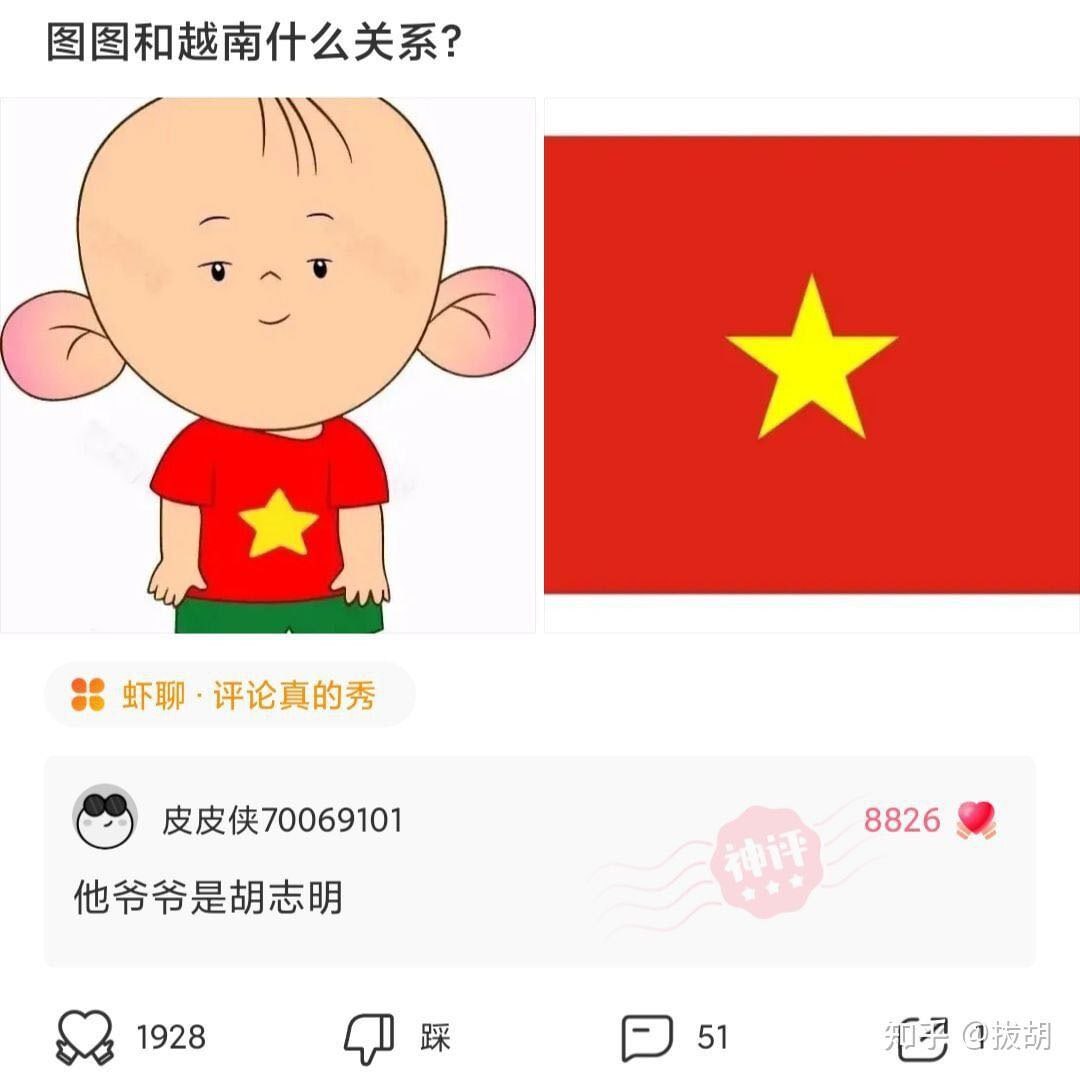 图图和越南什么关系?
虾聊 · 评论真的秀
皮皮侠70069101
8826
神评
他爷爷是胡志明
1928
踩
51
1
知乎 @拔胡